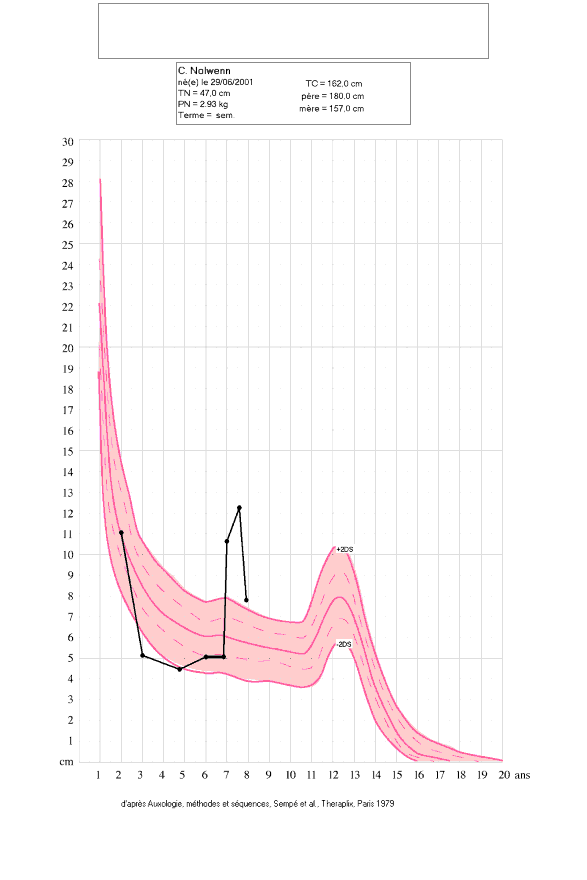 C. Nolwenn
né(e) le 29/06/2001
TN = 47,0 cm
PN = 2.93 kg
Terme = sem.
TC = 162,0 cm
père = 180,0 cm
mère = 157,0 cm
30
29
28
27
26
25
24
23
22
21
20
19
18
17
16
15
14
13
12
11
10
9
8
7
6
5
4
3
2
1
cm
+2DS
-2DS
1 2 3 4 5 6 7 8 9 10 11 12 13 14 15 16 17 18 19 20 ans
d'après Auxologie, méthodes et séquences, Sempé et al., Theraplix, Paris 1979